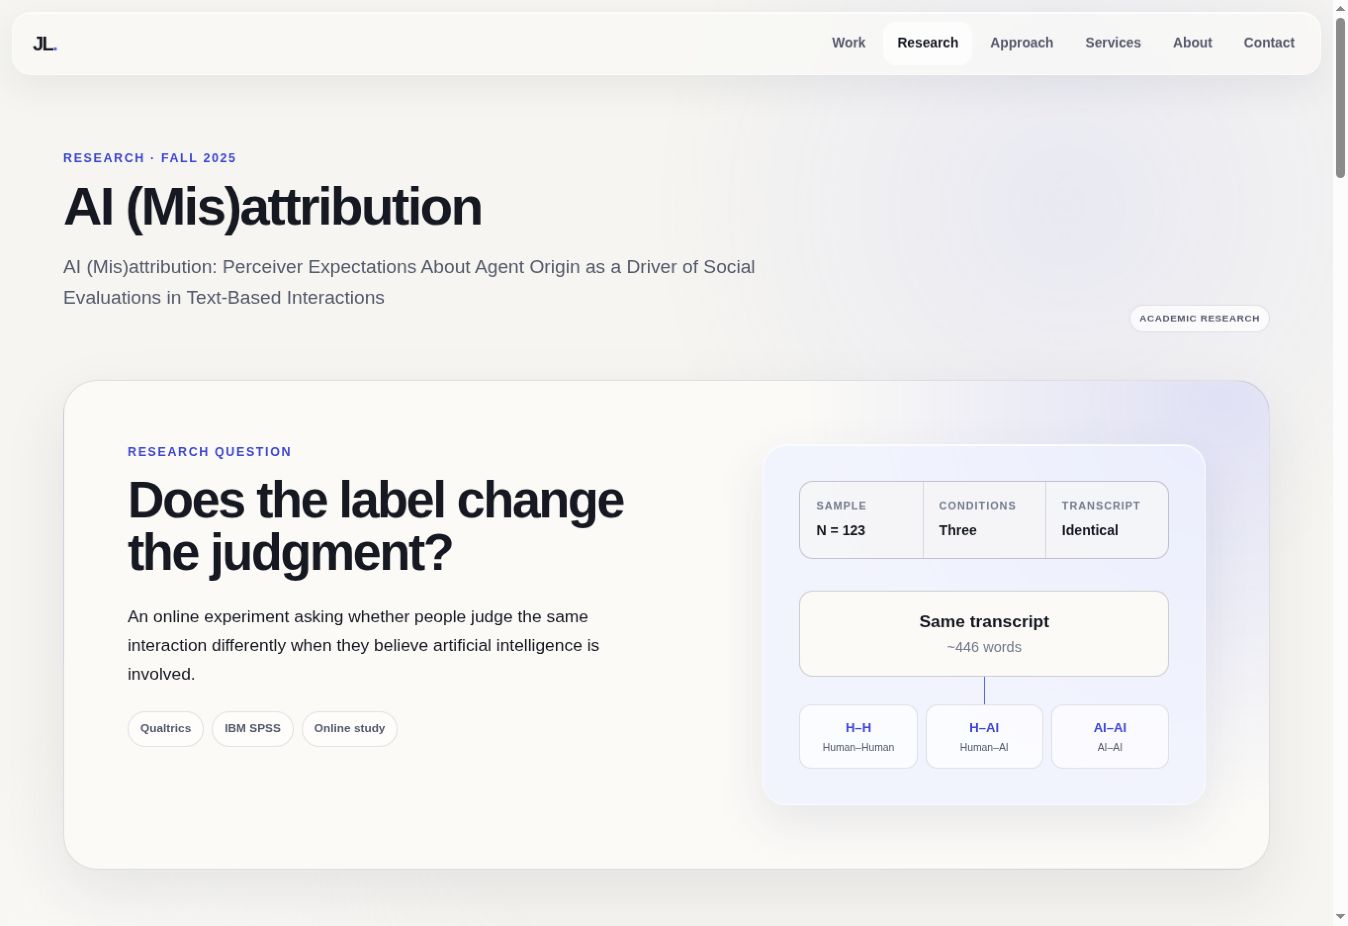 JL.
Work
Research
Approach
Services
About
Contact
RESEARCH · FALL 2025
AI (Mis)attribution
AI (Mis)attribution: Perceiver Expectations About Agent Origin as a Driver of Social
Evaluations in Text-Based Interactions
ACADEMIC RESEARCH
RESEARCH QUESTION
Does the label change
the judgment?
An online experiment asking whether people judge the same
interaction differently when they believe artificial intelligence is
involved.
Qualtrics
IBM SPSS
Online study
SAMPLE
N = 123
CONDITIONS
Three
TRANSCRIPT
Identical
Same transcript
~446 words
H–H
Human–Human
H–AI
Human–AI
AI–AI
AI–AI